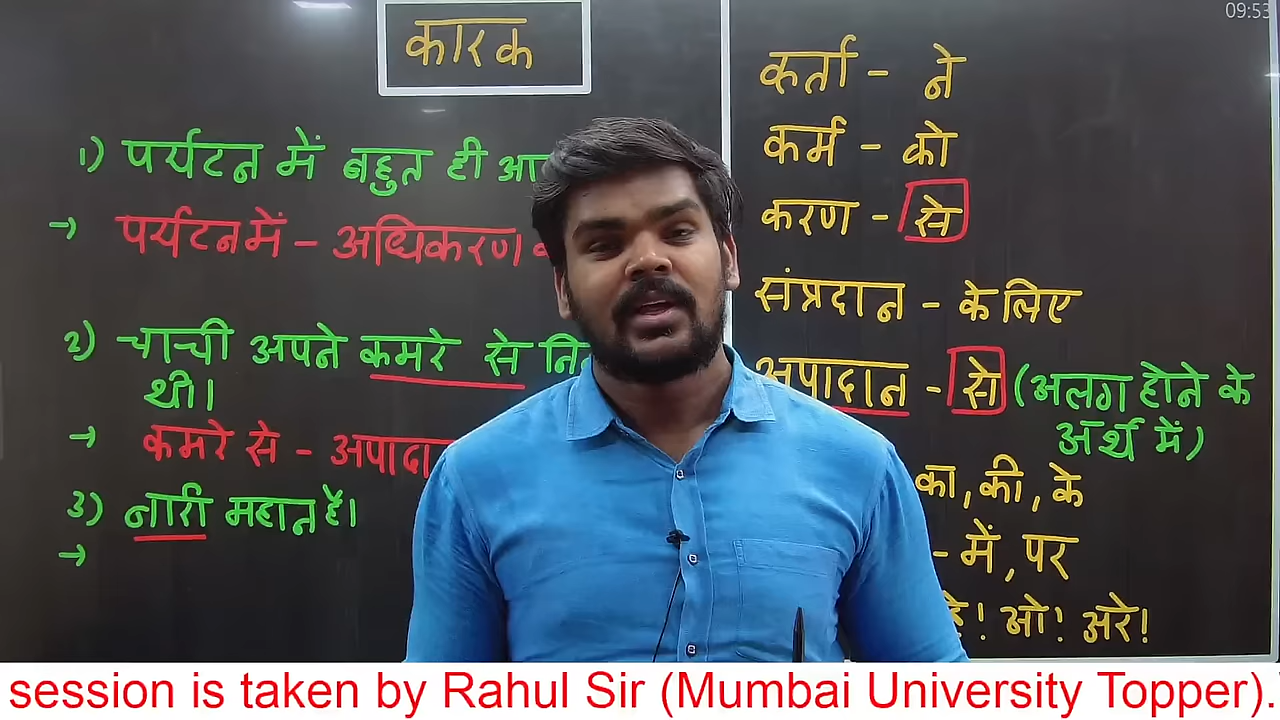 09:53
कारक
1) पर्यटन में बहुत ही
→ पर्यटन में - अधिकरण
2) चाची अपने कमरे से
थी।
→ कमरे से -
3) नारी महान है।
→
कर्ता - ने
कर्म - को
करण - से
संप्रदान - के लिए
अपादान - से (अलग होने के
अर्थ में)
का, की, के
- में, पर
हे! ओ! अरे!
session is taken by Rahul Sir (Mumbai University Topper).